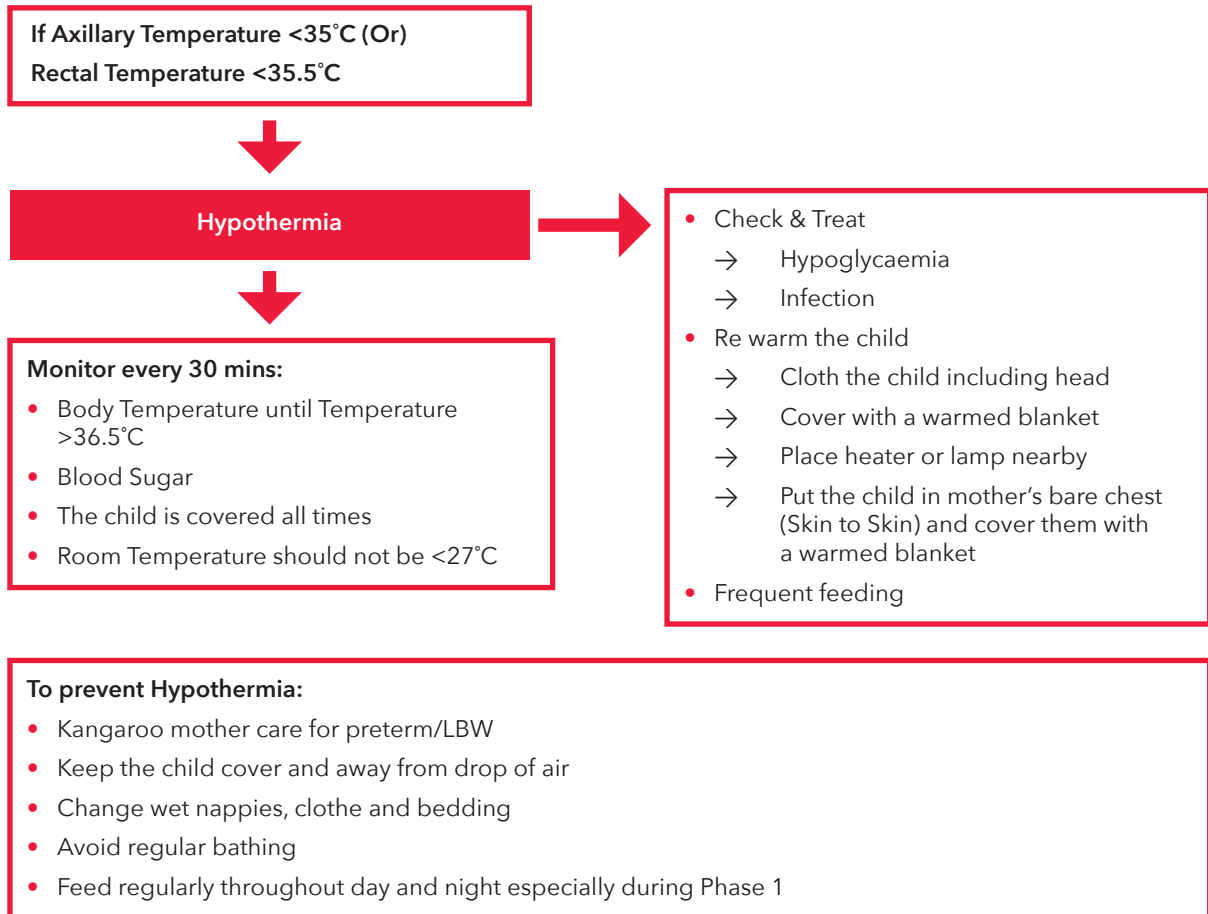 If Axillary Temperature <35˚C (Or)
Rectal Temperature <35.5˚C
Hypothermia
Monitor every 30 mins:
• Body Temperature until Temperature
>36.5˚C
• Blood Sugar
• The child is covered all times
• Room Temperature should not be <27˚C
• Check & Treat
→ Hypoglycaemia
→ Infection
• Re warm the child
→ Cloth the child including head
→ Cover with a warmed blanket
→ Place heater or lamp nearby
→ Put the child in mother’s bare chest
(Skin to Skin) and cover them with
a warmed blanket
• Frequent feeding
To prevent Hypothermia:
• Kangaroo mother care for preterm/LBW
• Keep the child cover and away from drop of air
• Change wet nappies, clothe and bedding
• Avoid regular bathing
• Feed regularly throughout day and night especially during Phase 1